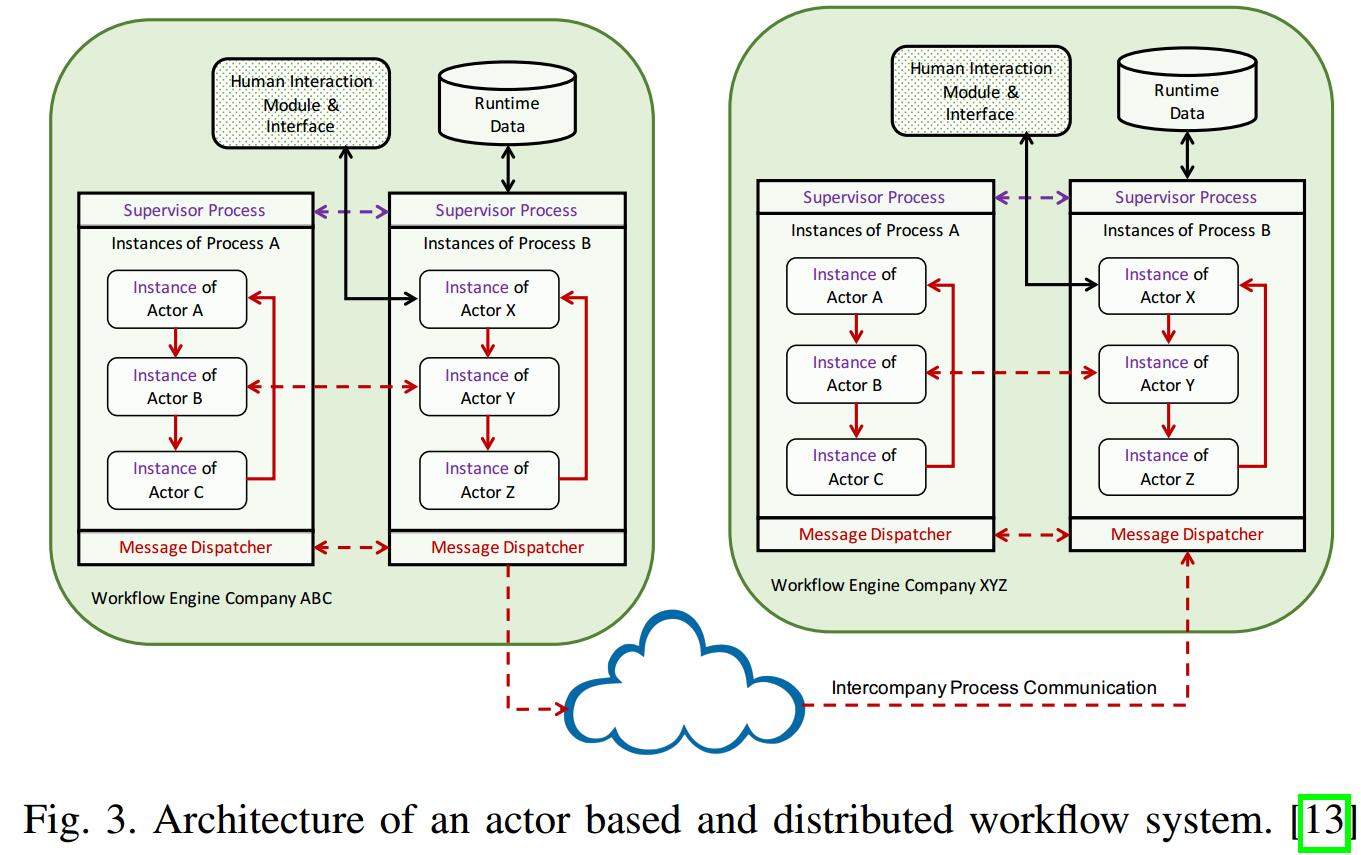 Human Interaction
Module &
Interface
Runtime
Data
Supervisor Process
Supervisor Process
Instances of Process A
Instances of Process B
Instance of
Actor A
Instance of
Actor X
Instance of
Actor B
Instance of
Actor Y
Instance of
Actor C
Instance of
Actor Z
Message Dispatcher
Message Dispatcher
Workflow Engine Company ABC
Human Interaction
Module &
Interface
Runtime
Data
Supervisor Process
Supervisor Process
Instances of Process A
Instances of Process B
Instance of
Actor A
Instance of
Actor X
Instance of
Actor B
Instance of
Actor Y
Instance of
Actor C
Instance of
Actor Z
Message Dispatcher
Message Dispatcher
Workflow Engine Company XYZ
Intercompany Process Communication
Fig. 3. Architecture of an actor based and distributed workflow system. [13]